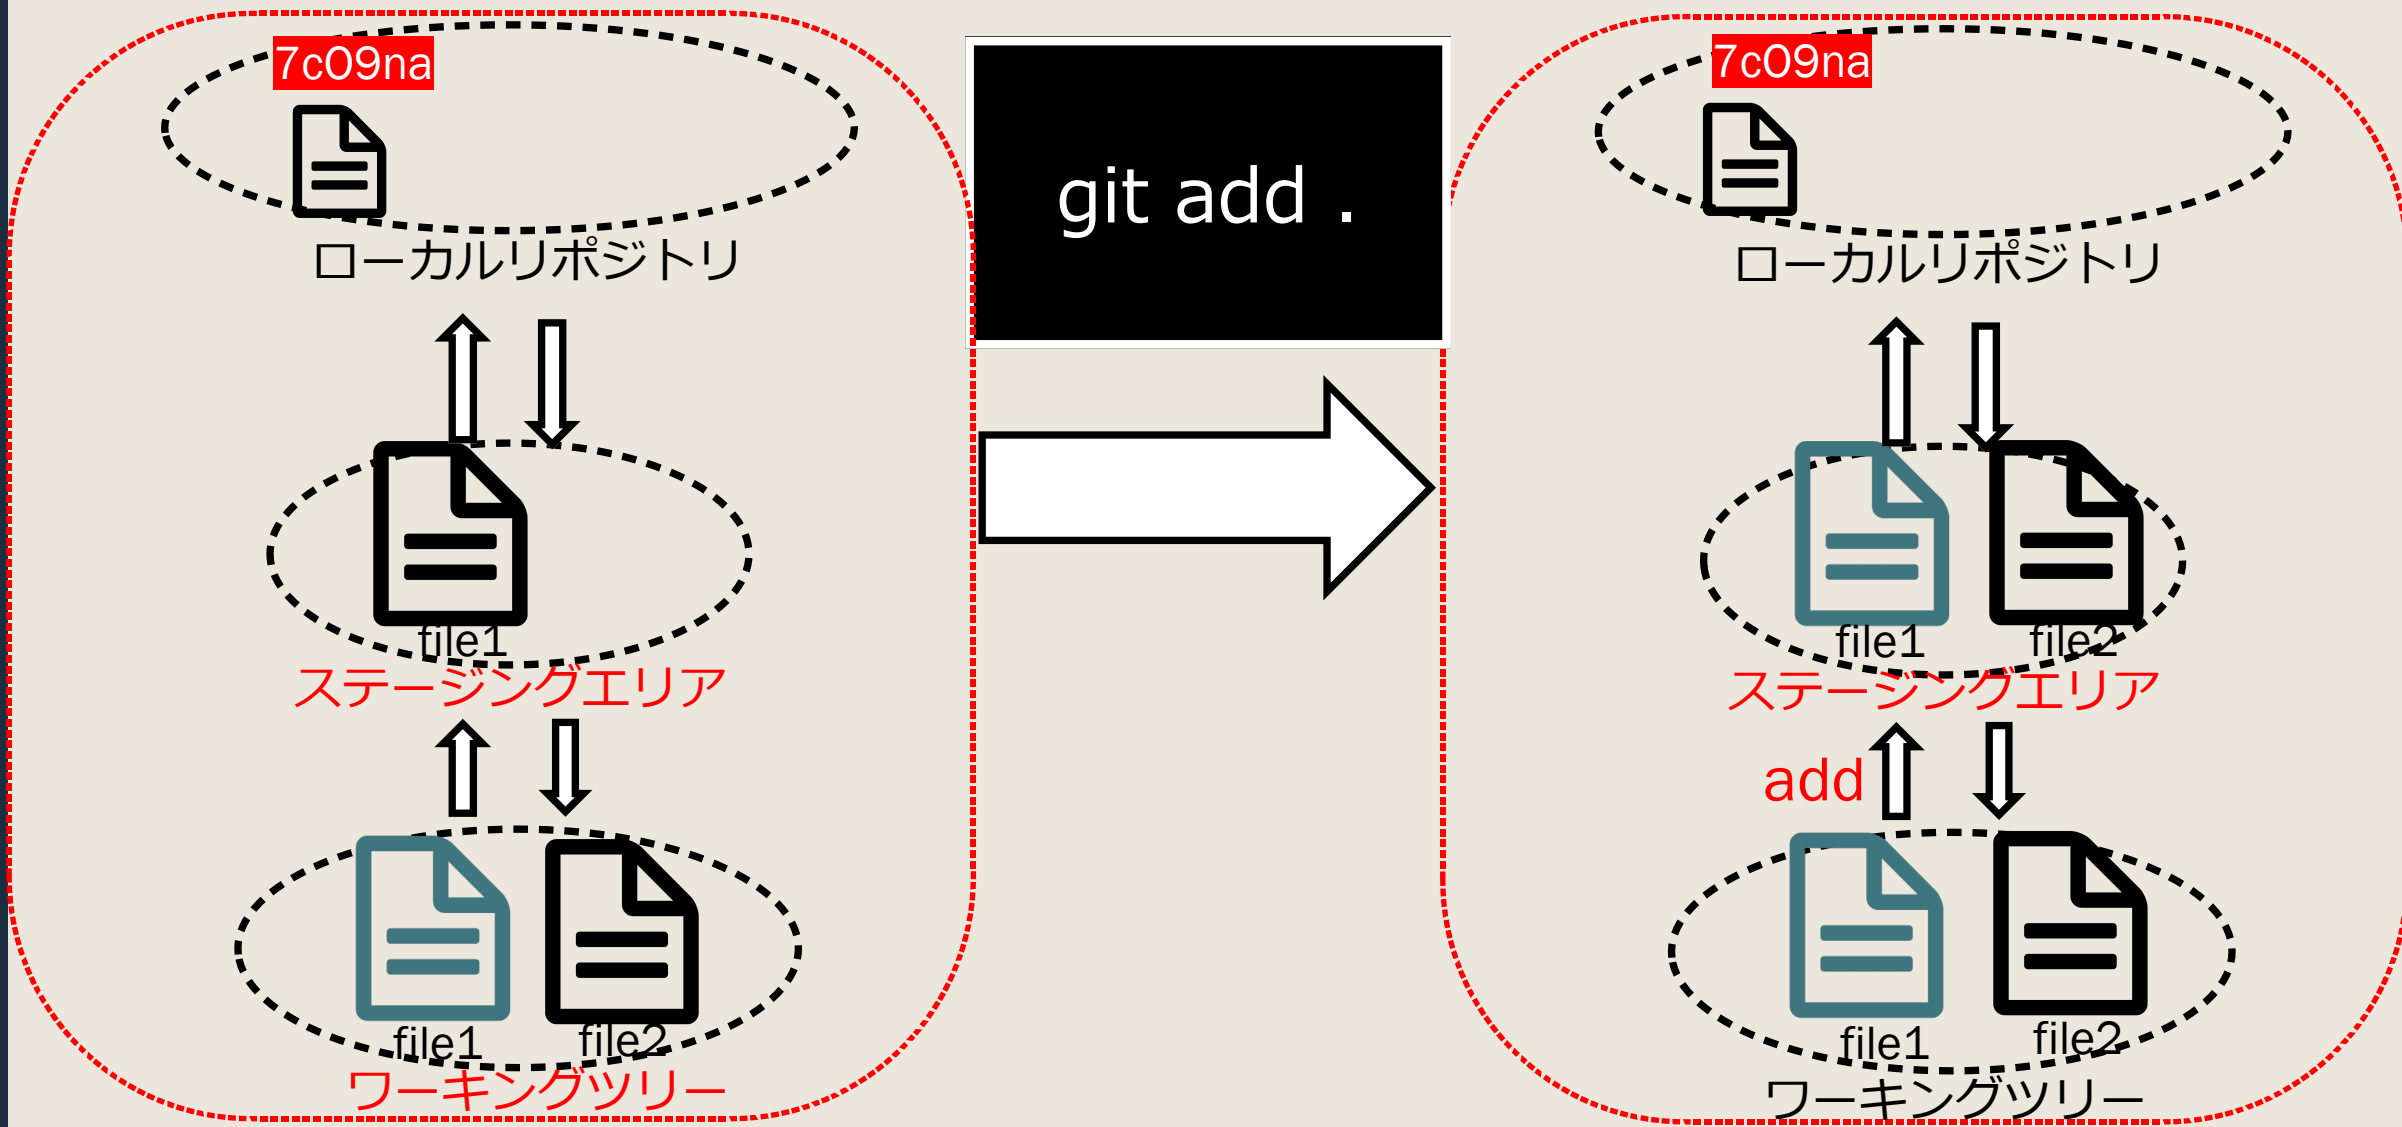 7c09na
ローカルリポジトリ
file1
ステージングエリア
file1
file2
ワーキングツリー
git add .
7c09na
ローカルリポジトリ
file1
file2
ステージングエリア
add
file1
file2
ワーキングツリー